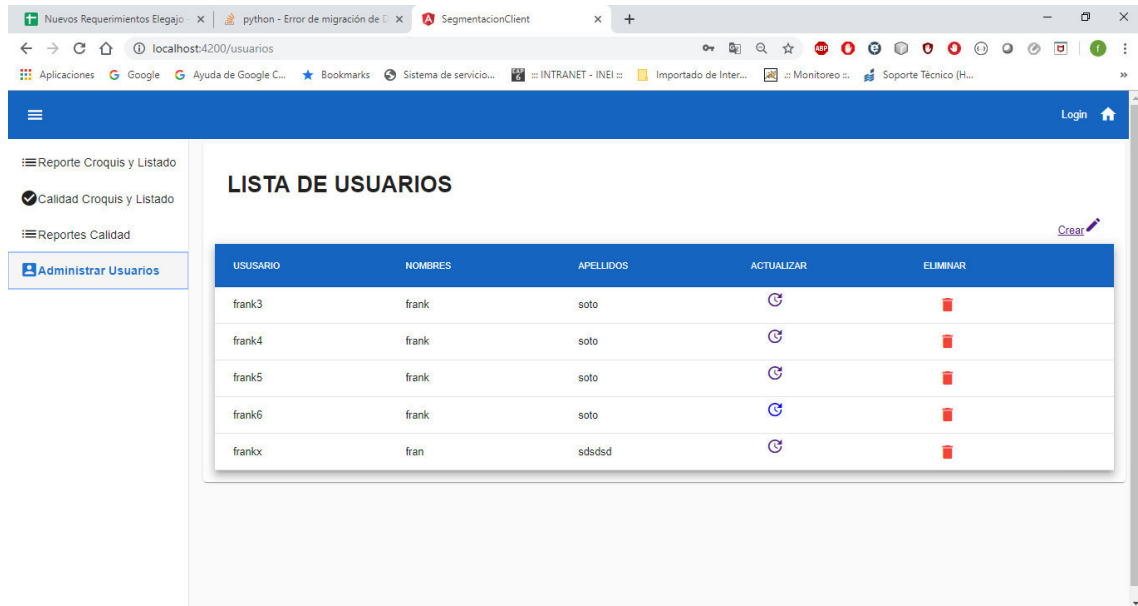 Nuevos Requerimientos Elegajo -
python - Error de migración de D
SegmentacionClient
localhost:4200/usuarios
ABP
f
Aplicaciones
Google
Ayuda de Google C...
Bookmarks
Sistema de servicio...
::: INTRANET - INEI :::
Importado de Inter...
.:: Monitoreo ::.
Soporte Técnico (H...
»
Login
Reporte Croquis y Listado
Calidad Croquis y Listado
Reportes Calidad
Administrar Usuarios
LISTA DE USUARIOS
Crear
USUSARIO NOMBRES APELLIDOS ACTUALIZAR ELIMINAR
frank3 frank soto
frank4 frank soto
frank5 frank soto
frank6 frank soto
frankx fran sdsdsd